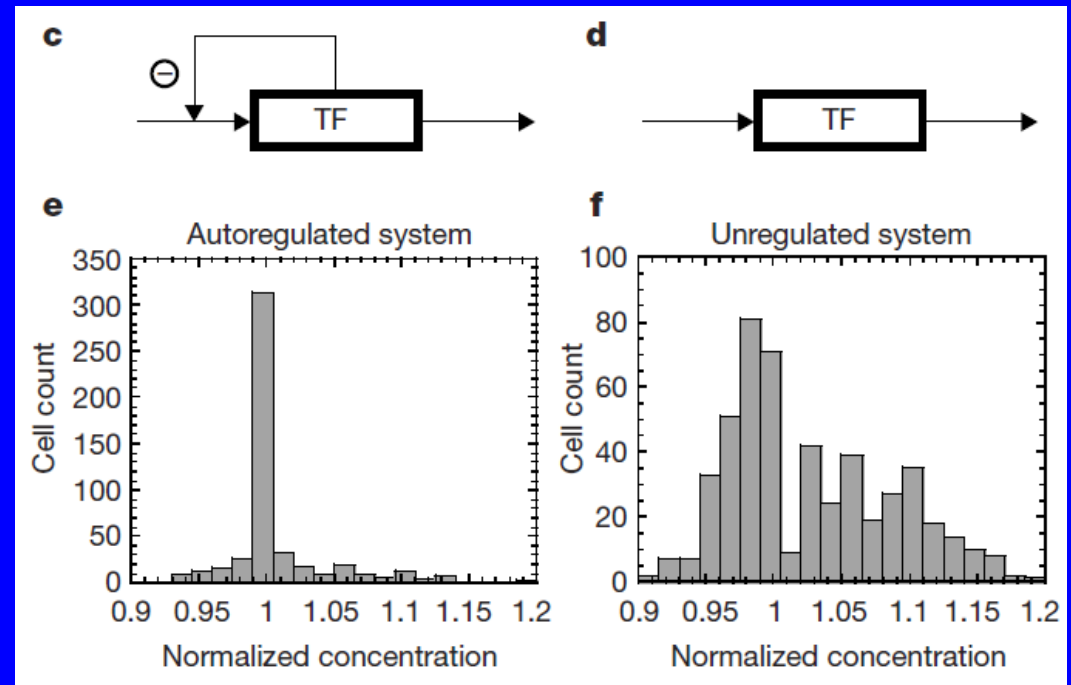 c
⊖
TF
d
TF
e
Autoregulated system
350
300
250
200
150
100
50
0
Cell count
0.9 0.95 1 1.05 1.1 1.15 1.2
Normalized concentration
f
Unregulated system
100
80
60
40
20
0
Cell count
0.9 0.95 1 1.05 1.1 1.15 1.2
Normalized concentration